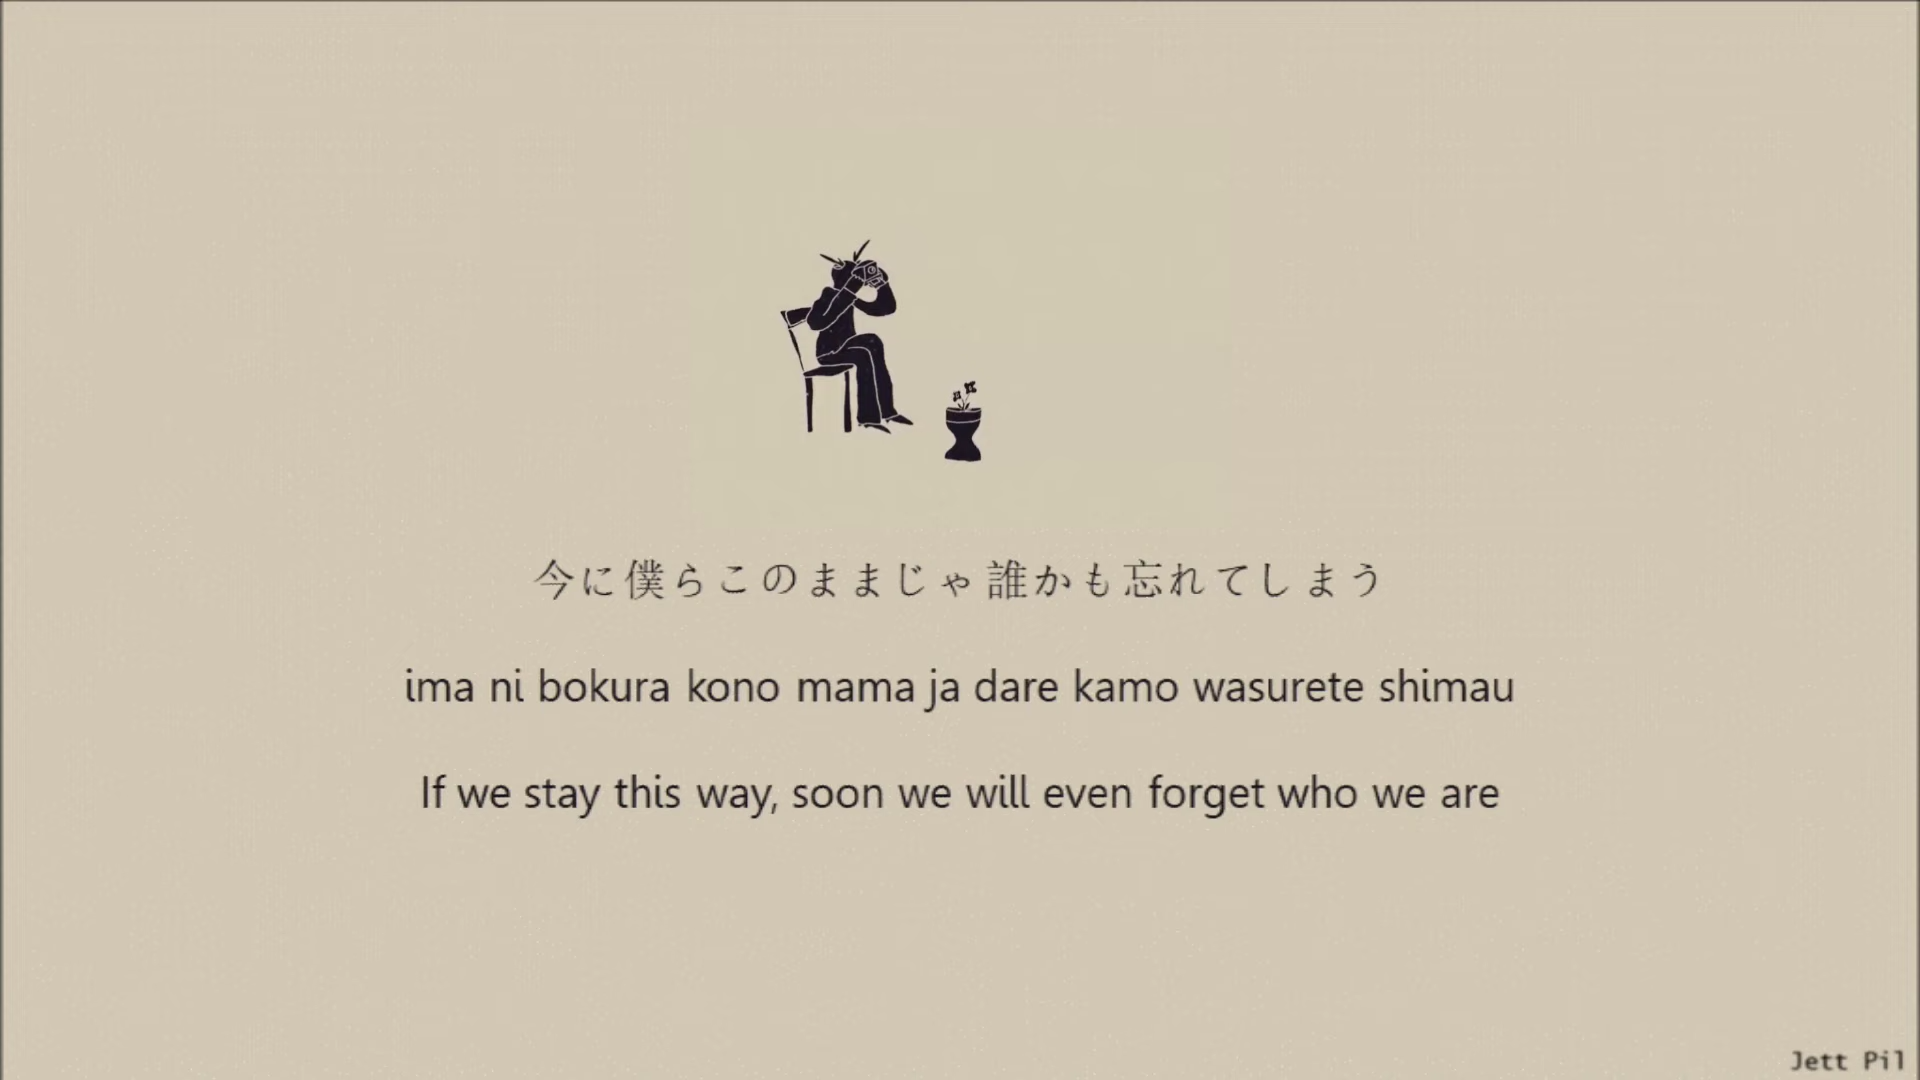 今に僕らこのままじゃ 誰かも忘れてしまう
ima ni bokura kono mama ja dare kamo wasurete shimau
If we stay this way, soon we will even forget who we are
Jett Pil